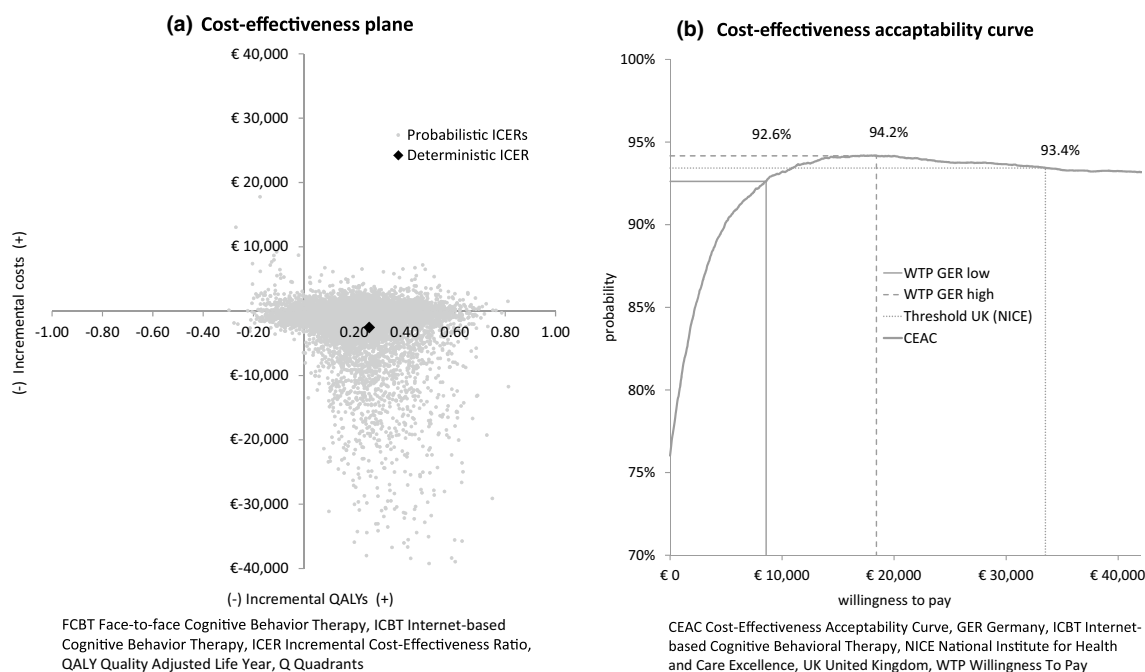 (a) Cost-effectiveness plane
€ 40,000
€ 30,000
€ 20,000
€ 10,000
€-10,000
€-20,000
€-30,000
€-40,000
Probabilistic ICERs
Deterministic ICER
-1.00 -0.80 -0.60 -0.40 -0.20 0.20 0.40 0.60 0.80 1.00
(-) Incremental costs (+)
(-) Incremental QALYs (+)
FCBT Face-to-face Cognitive Behavior Therapy, ICBT Internet-based
Cognitive Behavior Therapy, ICER Incremental Cost-Effectiveness Ratio,
QALY Quality Adjusted Life Year, Q Quadrants
(b) Cost-effectiveness accaptability curve
100%
95%
90%
85%
80%
75%
70%
probability
92.6%
94.2%
93.4%
WTP GER low
WTP GER high
Threshold UK (NICE)
CEAC
€ 0 € 10,000 € 20,000 € 30,000 € 40,000
willingness to pay
CEAC Cost-Effectiveness Acceptability Curve, GER Germany, ICBT Internet-
based Cognitive Behavioral Therapy, NICE National Institute for Health
and Care Excellence, UK United Kingdom, WTP Willingness To Pay